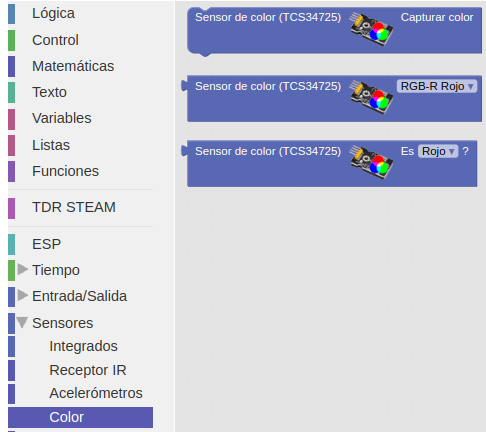 Lógica
Control
Matemáticas
Texto
Variables
Listas
Funciones
TDR STEAM
ESP
Tiempo
Entrada/Salida
Sensores
Integrados
Receptor IR
Acelerómetros
Color
Sensor de color (TCS34725) Capturar color
Sensor de color (TCS34725) RGB-R Rojo
Sensor de color (TCS34725) Es Rojo ?